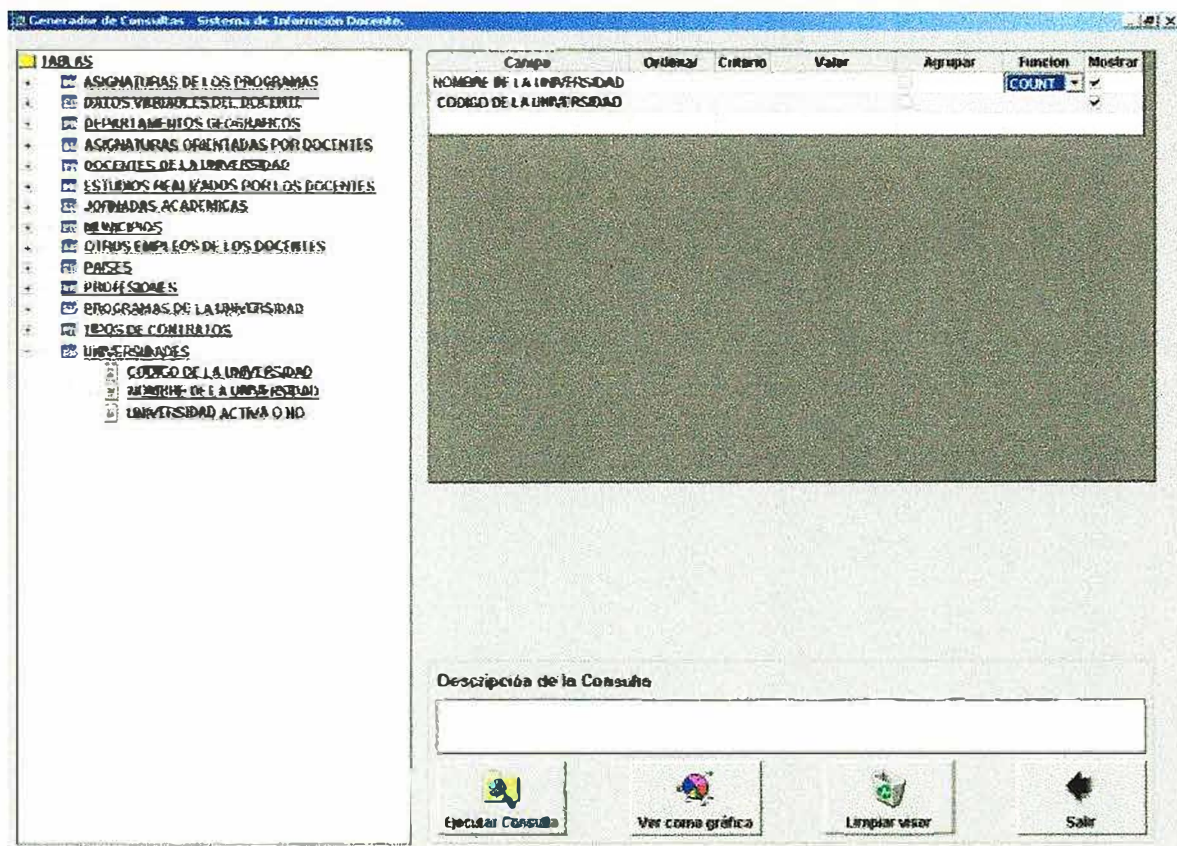 Generador de Consultas - Sistema de Información Docente.
TABLAS
ASIGNATURAS DE LOS PROGRAMAS
DATOS VARIABLES DEL DOCENTE
DEPARTAMENTOS GEOGRAFICOS
ASIGNATURAS ORIENTADAS POR DOCENTES
DOCENTES DE LA UNIVERSIDAD
ESTUDIOS REALIZADOS POR LOS DOCENTES
JORNADAS ACADEMICAS
MUNICIPIOS
OTROS EMPLEOS DE LOS DOCENTES
PAISES
PROFESIONES
PROGRAMAS DE LA UNIVERSIDAD
TIPOS DE CONTRATOS
UNIVERSIDADES
CODIGO DE LA UNIVERSIDAD
NOMBRE DE LA UNIVERSIDAD
UNIVERSIDAD ACTIVA O NO
Campo Ordenar Criterio Valor Agrupar Funcion Mostrar
NOMBRE DE LA UNIVERSIDAD COUNT
CODIGO DE LA UNIVERSIDAD
Descripción de la Consulta
Ejecutar Consulta Ver como gráfica Limpiar visor Salir